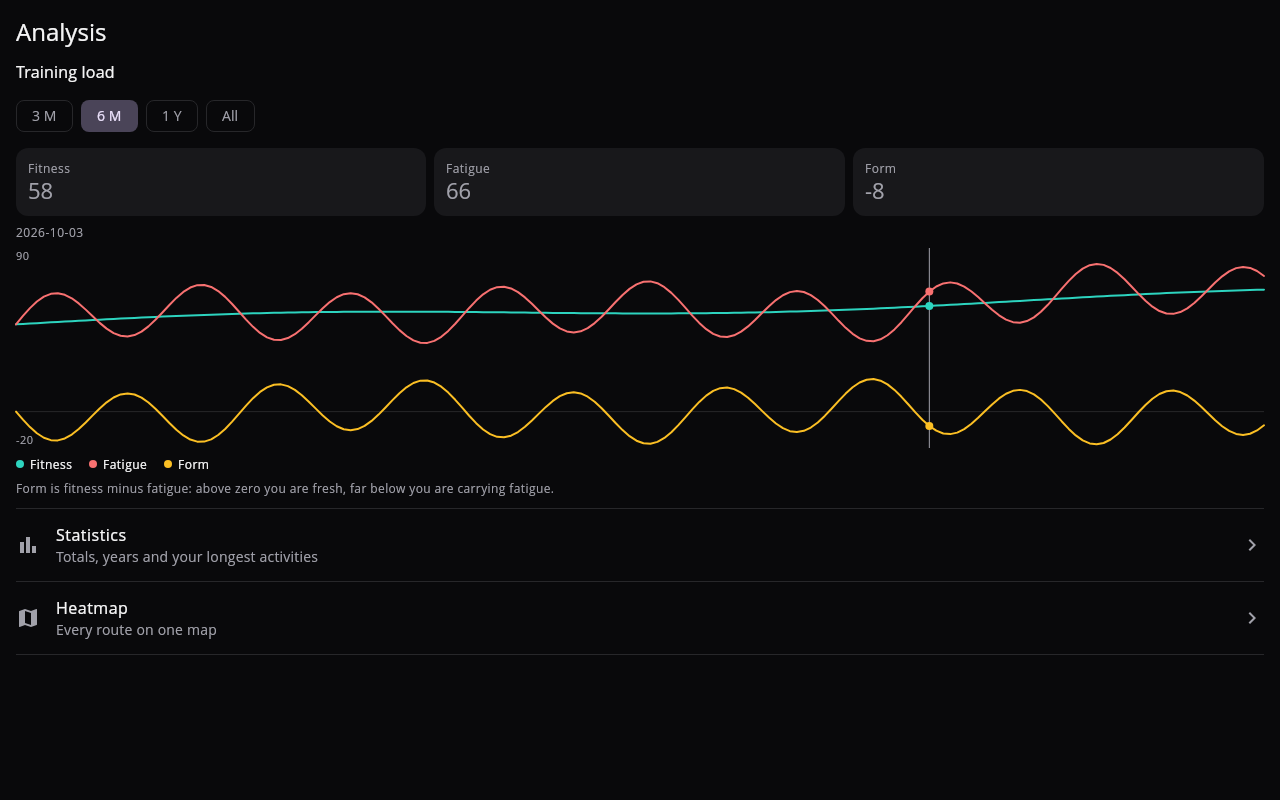 Analysis
Training load
3 M 6 M 1 Y All
Fitness Fatigue Form
58 66 -8
2026-10-03
90
-20
Fitness Fatigue Form
Form is fitness minus fatigue: above zero you are fresh, far below you are carrying fatigue.
Statistics
Totals, years and your longest activities
Heatmap
Every route on one map